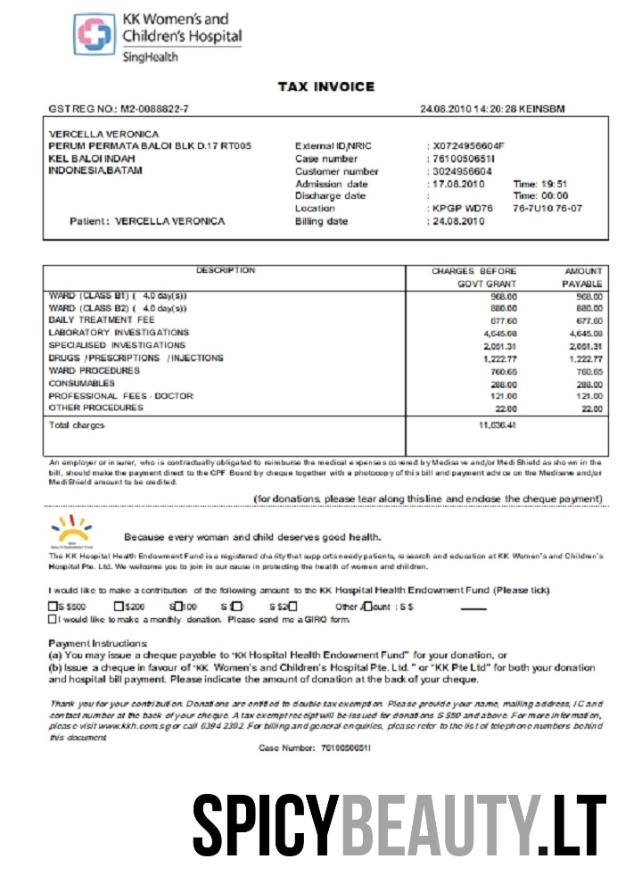 KK Women's and
Children's Hospital
SingHealth
TAX INVOICE
GST REG NO.: M2-0088822-7 24.08.2010 14:20:28 KEINSBM
VERCELLA VERONICA
PERUM PERMATA BALOI BLK D.17 RT005 External ID/NRIC : X0724956604F
KEL BALOI INDAH Case number : 7610050651I
INDONESIA,BATAM Customer number : 3024956604
Admission date : 17.08.2010 Time: 19:51
Discharge date : Time: 00:00
Location : KPGP WD76 76-7U10 76-07
Patient : VERCELLA VERONICA Billing date : 24.08.2010
DESCRIPTION CHARGES BEFORE AMOUNT
GOVT GRANT PAYABLE
WARD (CLASS B1) ( 4.0 day(s)) 968.00 968.00
WARD (CLASS B2) ( 4.0 day(s)) 880.00 880.00
DAILY TREATMENT FEE 677.60 677.60
LABORATORY INVESTIGATIONS 4,645.08 4,645.08
SPECIALISED INVESTIGATIONS 2,051.31 2,051.31
DRUGS / PRESCRIPTIONS / INJECTIONS 1,222.77 1,222.77
WARD PROCEDURES 760.65 760.65
CONSUMABLES 288.00 288.00
PROFESSIONAL FEES - DOCTOR 121.00 121.00
OTHER PROCEDURES 22.00 22.00
Total charges 11,636.41
An employer or insurer, who is contractually obligated to reimburse the medical expenses covered by Medisave and/or MediShield as shown in the
bill, should make the payment direct to the CPF Board by cheque together with a photocopy of this bill and payment advice on the Medisave and/or
MediShield amount to be credited.
(for donations, please tear along this line and enclose the cheque payment)
Because every woman and child deserves good health.
The KK Hospital Health Endowment Fund is a registered charity that supports needy patients, research and education at KK Women's and Children's
Hospital Pte. Ltd. We welcome you to join in our cause in protecting the health of women and children.
I would like to make a contribution of the following amount to the KK Hospital Health Endowment Fund (Please tick)
S $500 $200 S 100 S $ S $2 Other Amount : S $
I would like to make a monthly donation. Please send me a GIRO form.
Payment Instructions:
(a) You may issue a cheque payable to "KK Hospital Health Endowment Fund" for your donation, or
(b) Issue a cheque in favour of "KK Women's and Children's Hospital Pte. Ltd. " or "KK Pte Ltd" for both your donation
and hospital bill payment. Please indicate the amount of donation at the back of your cheque.
Thank you for your contribution. Donations are entitled to double tax exemption. Please provide your name, mailing address, IC and
contact number at the back of your cheque. A tax exempt receipt will be issued for donations S $50 and above. For more information,
please visit www.kkh.com.sg or call 6394 2302. For billing and general enquiries, please refer to the list of telephone numbers behind
this document
Case Number: 7610050651I
SPICYBEAUTY.LT